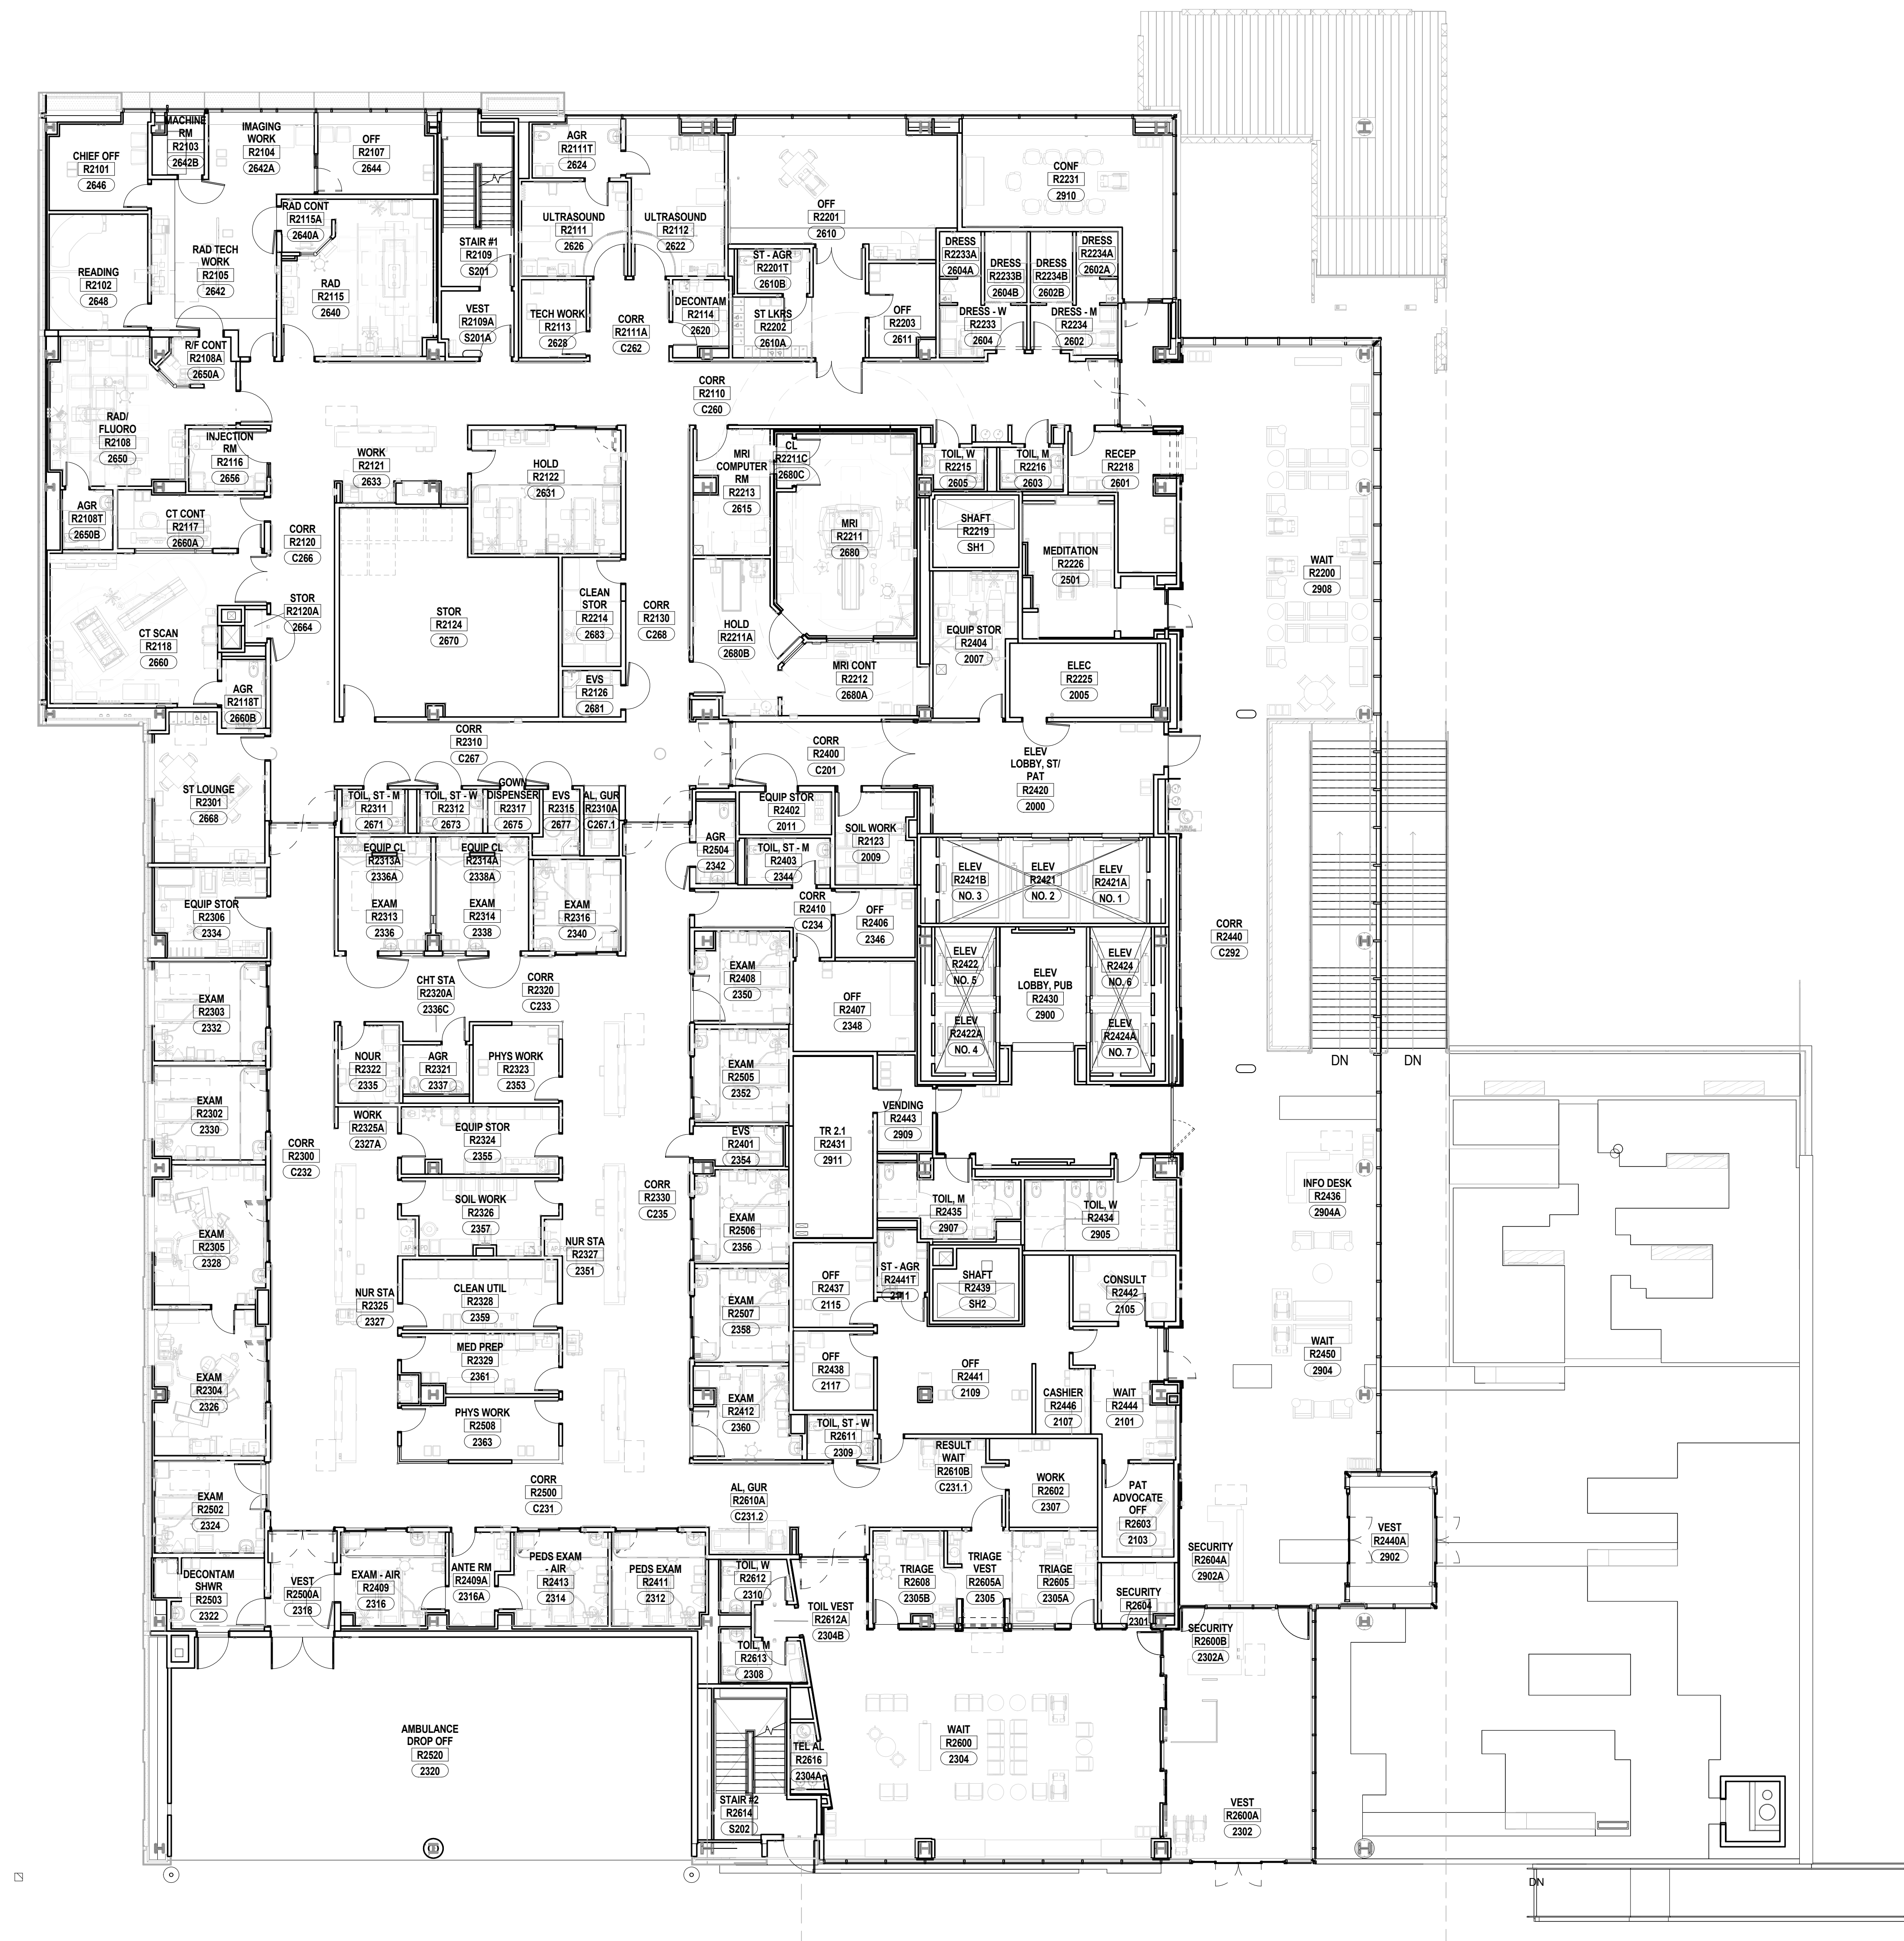 MACHINE
RM
R2103
2642B
IMAGING
WORK
R2104
2642A
OFF
R2107
2644
CHIEF OFF
R2101
2646
AGR
R2111T
2624
CONF
R2231
2910
RAD CONT
R2115A
2640A
ULTRASOUND
R2111
2626
ULTRASOUND
R2112
2622
OFF
R2201
2610
STAIR #1
R2109
S201
READING
R2102
2648
RAD TECH
WORK
R2105
2642
RAD
R2115
2640
ST - AGR
R2201T
2610B
DRESS
R2233A
2604A
DRESS
R2233B
2604B
DRESS
R2234B
2602B
DRESS
R2234A
2602A
VEST
R2109A
S201A
TECH WORK
R2113
2628
CORR
R2111A
C262
DECONTAM
R2114
2620
ST LKRS
R2202
2610A
OFF
R2203
2611
DRESS - W
R2233
2604
DRESS - M
R2234
2602
R/F CONT
R2108A
2650A
CORR
R2110
C260
RAD/
FLUORO
R2108
2650
INJECTION
RM
R2116
2656
WORK
R2121
2633
HOLD
R2122
2631
MRI
COMPUTER
RM
R2213
2615
CL
R2211C
2680C
TOIL, W
R2215
2605
TOIL, M
R2216
2603
RECEP
R2218
2601
AGR
R2108T
2650B
CT CONT
R2117
2660A
CORR
R2120
C266
MRI
R2211
2680
SHAFT
R2219
SH1
MEDITATION
R2226
2501
WAIT
R2200
2908
STOR
R2120A
2664
STOR
R2124
2670
CLEAN
STOR
R2214
2683
CORR
R2130
C268
HOLD
R2211A
2680B
CT SCAN
R2118
2660
EQUIP STOR
R2404
2007
MRI CONT
R2212
2680A
ELEC
R2225
2005
AGR
R2118T
2660B
EVS
R2126
2681
CORR
R2310
C267
CORR
R2400
C201
ELEV
LOBBY, ST/
PAT
R2420
2000
ST LOUNGE
R2301
2668
TOIL, ST - M
R2311
2671
TOIL, ST - W
R2312
2673
GOWN
DISPENSER
R2317
2675
EVS
R2315
2677
AL, GUR
R2310A
C267.1
EQUIP STOR
R2402
2011
SOIL WORK
R2123
2009
AGR
R2504
2342
TOIL, ST - M
R2403
2344
EQUIP CL
R2313A
2336A
EQUIP CL
R2314A
2338A
ELEV
R2421B
NO. 3
ELEV
R2421
NO. 2
ELEV
R2421A
NO. 1
EQUIP STOR
R2306
2334
EXAM
R2313
2336
EXAM
R2314
2338
EXAM
R2316
2340
CORR
R2410
C234
OFF
R2406
2346
CORR
R2440
C292
EXAM
R2303
2332
CHT STA
R2320A
2336C
CORR
R2320
C233
EXAM
R2408
2350
OFF
R2407
2348
ELEV
R2422
NO. 5
ELEV
LOBBY, PUB
R2430
2900
ELEV
R2424
NO. 6
ELEV
R2422A
NO. 4
ELEV
R2424A
NO. 7
DN
DN
NOUR
R2322
2335
AGR
R2321
2337
PHYS WORK
R2323
2353
EXAM
R2505
2352
EXAM
R2302
2330
WORK
R2325A
2327A
EQUIP STOR
R2324
2355
EVS
R2401
2354
TR 2.1
R2431
2911
VENDING
R2443
2909
CORR
R2300
C232
CORR
R2330
C235
SOIL WORK
R2326
2357
INFO DESK
R2436
2904A
TOIL, M
R2435
2907
TOIL, W
R2434
2905
EXAM
R2305
2328
NUR STA
R2327
2351
EXAM
R2506
2356
OFF
R2437
2115
ST - AGR
R2441T
2111
SHAFT
R2439
SH2
CONSULT
R2442
2105
NUR STA
R2325
2327
CLEAN UTIL
R2328
2359
EXAM
R2507
2358
MED PREP
R2329
2361
OFF
R2438
2117
OFF
R2441
2109
WAIT
R2450
2904
EXAM
R2304
2326
EXAM
R2412
2360
CASHIER
R2446
2107
WAIT
R2444
2101
PHYS WORK
R2508
2363
TOIL, ST - W
R2611
2309
RESULT
WAIT
R2610B
C231.1
WORK
R2602
2307
PAT
ADVOCATE
OFF
R2603
2103
CORR
R2500
C231
AL, GUR
R2610A
C231.2
EXAM
R2502
2324
VEST
R2440A
2902
SECURITY
R2604A
2902A
DECONTAM
SHWR
R2503
2322
VEST
R2500A
2318
EXAM - AIR
R2409
2316
ANTE RM
R2409A
2316A
PEDS EXAM
- AIR
R2413
2314
PEDS EXAM
R2411
2312
TOIL, W
R2612
2310
TOIL VEST
R2612A
2304B
TRIAGE
R2608
2305B
TRIAGE
VEST
R2605A
2305
TRIAGE
R2605
2305A
SECURITY
R2604
2301
SECURITY
R2600B
2302A
TOIL, M
R2613
2308
AMBULANCE
DROP OFF
R2520
2320
TEL AL
R2616
2304A
WAIT
R2600
2304
STAIR #2
R2614
S202
VEST
R2600A
2302
DN